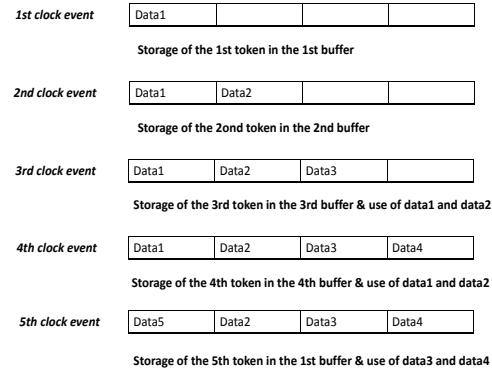 1st clock event Data1
Storage of the 1st token in the 1st buffer
2nd clock event Data1 Data2
Storage of the 2ond token in the 2nd buffer
3rd clock event Data1 Data2 Data3
Storage of the 3rd token in the 3rd buffer & use of data1 and data2
4th clock event Data1 Data2 Data3 Data4
Storage of the 4th token in the 4th buffer & use of data1 and data2
5th clock event Data5 Data2 Data3 Data4
Storage of the 5th token in the 1st buffer & use of data3 and data4